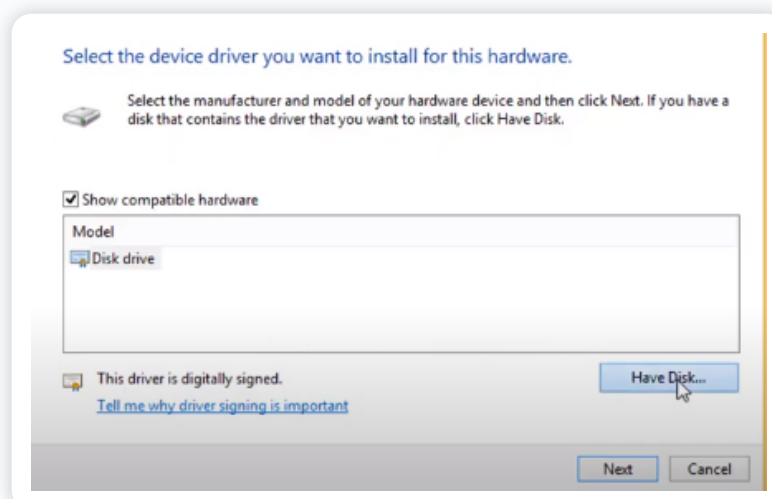 Select the device driver you want to install for this hardware.
Select the manufacturer and model of your hardware device and then click Next. If you have a
disk that contains the driver that you want to install, click Have Disk.
Show compatible hardware
Model
Disk drive
This driver is digitally signed.
Have Disk...
Tell me why driver signing is important
Next
Cancel